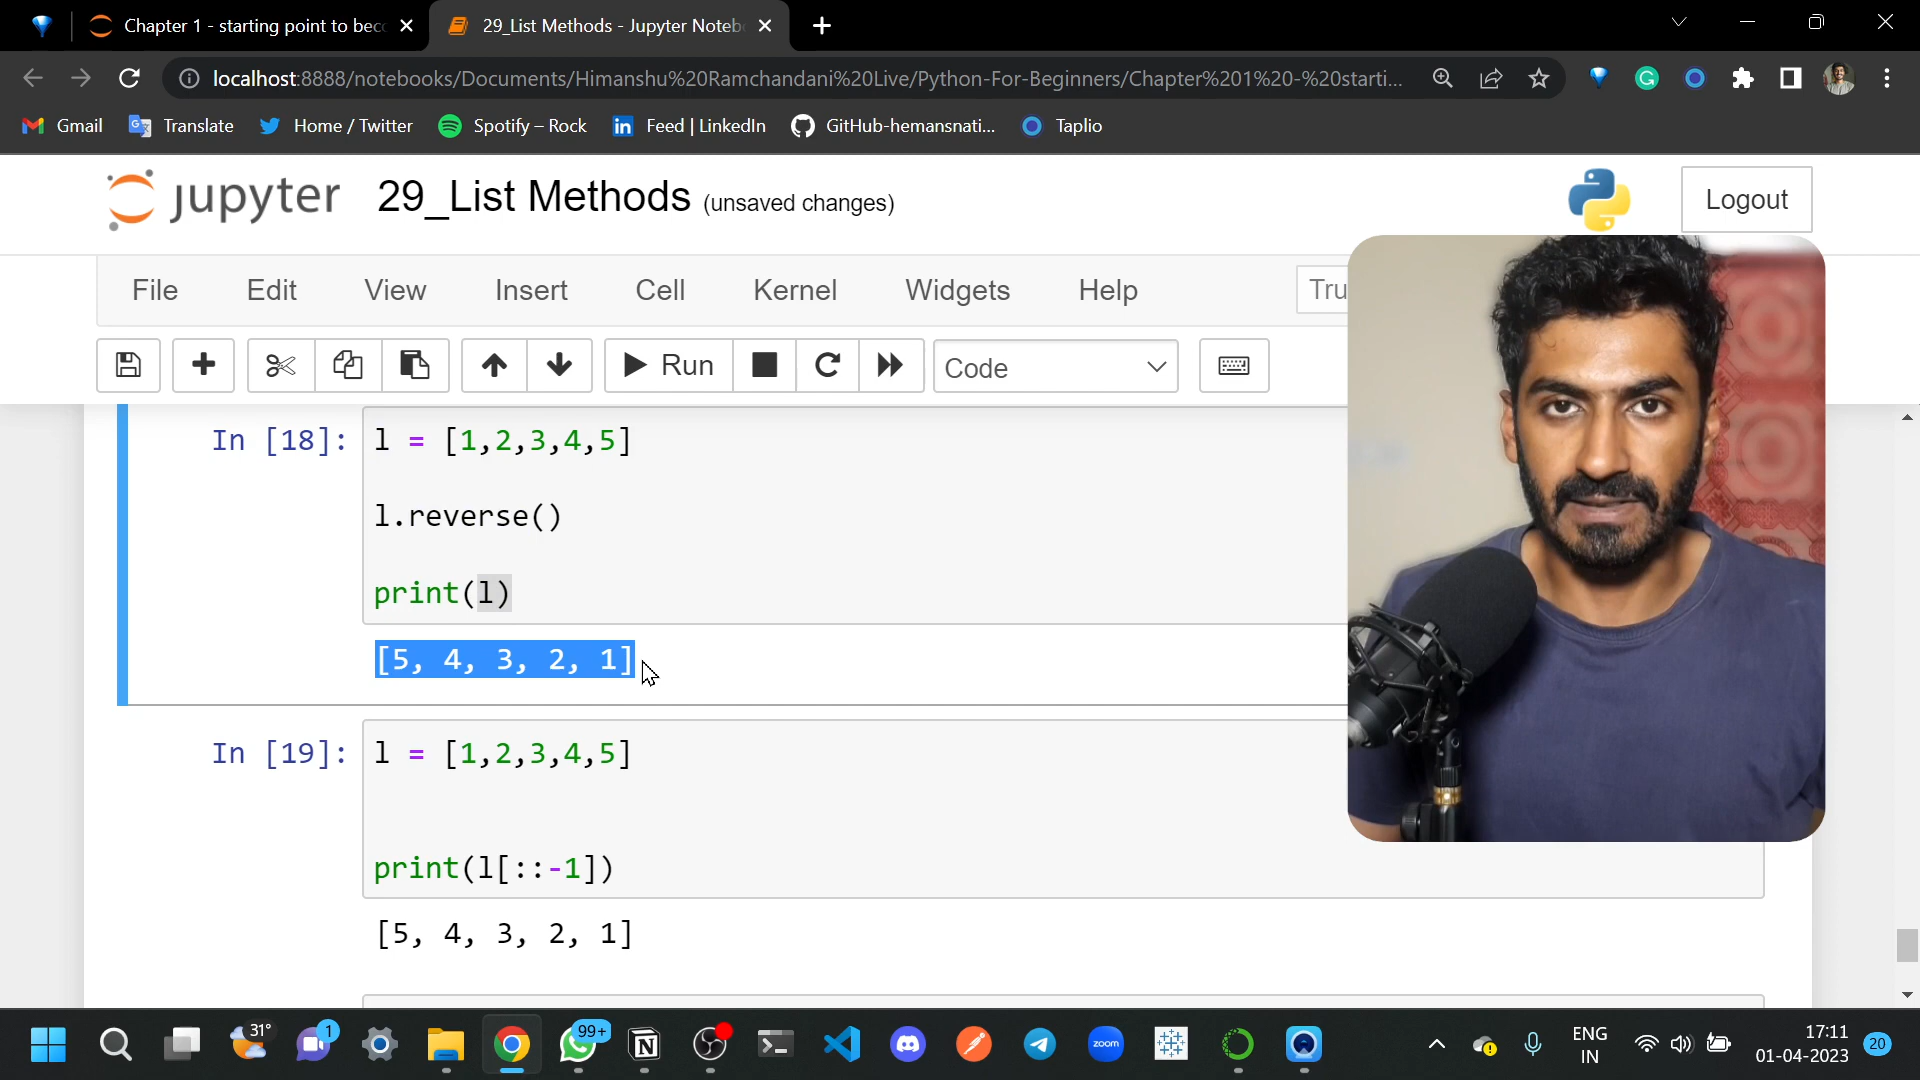 Chapter 1 - starting point to bec
29_List Methods - Jupyter Noteb
localhost:8888/notebooks/Documents/Himanshu%20Ramchandani%20Live/Python-For-Beginners/Chapter%201%20-%20starti...
Gmail
Translate
Home / Twitter
Spotify – Rock
Feed | LinkedIn
GitHub-hemansnati...
Taplio
jupyter 29_List Methods (unsaved changes)
Logout
File Edit View Insert Cell Kernel Widgets Help Tru
Run
Code
In [18]: l = [1,2,3,4,5]
l.reverse()
print(l)
[5, 4, 3, 2, 1]
In [19]: l = [1,2,3,4,5]
print(l[::-1])
[5, 4, 3, 2, 1]
31°
1
99+
zoom
ENG
IN
17:11
01-04-2023
20